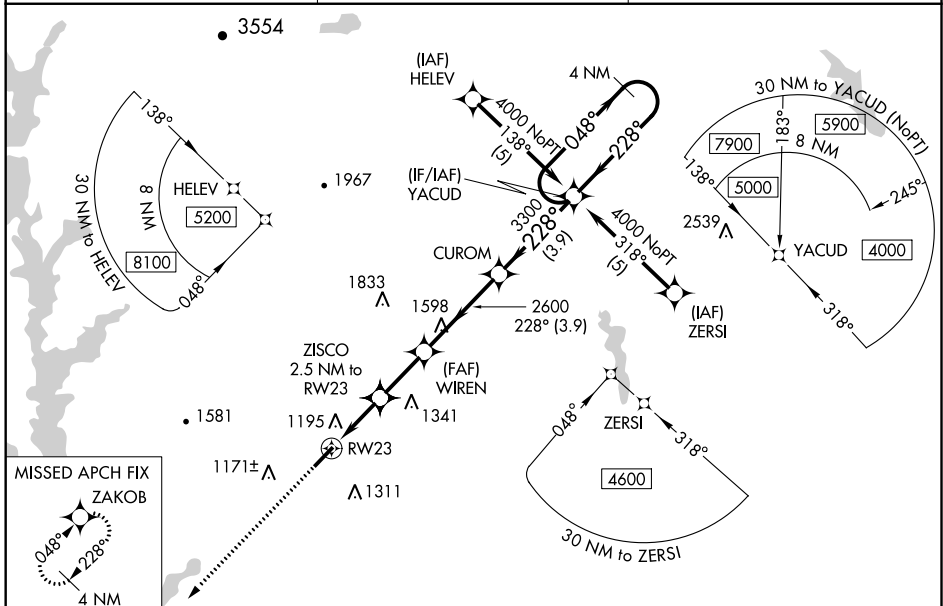 3554
(IAF)
HELEV
4000 NoPT
138°
(5)
4 NM
048°
228°
30 NM to YACUD (NoPT)
7900
183°
5900
8 NM
138°
5000
245°
2539
YACUD
4000
318°
138°
HELEV
8 NM
5200
30 NM to HELEV
8100
048°
1967
(IF/IAF)
YACUD
3300
228°
(3.9)
4000 NoPT
318°
(5)
(IAF)
ZERSI
CUROM
1833
1598
2600
228° (3.9)
ZISCO
2.5 NM to
RW23
(FAF)
WIREN
1341
1195
RW23
1581
1171±
1311
048°
ZERSI
318°
4600
30 NM to ZERSI
MISSED APCH FIX
ZAKOB
048°
228°
4 NM